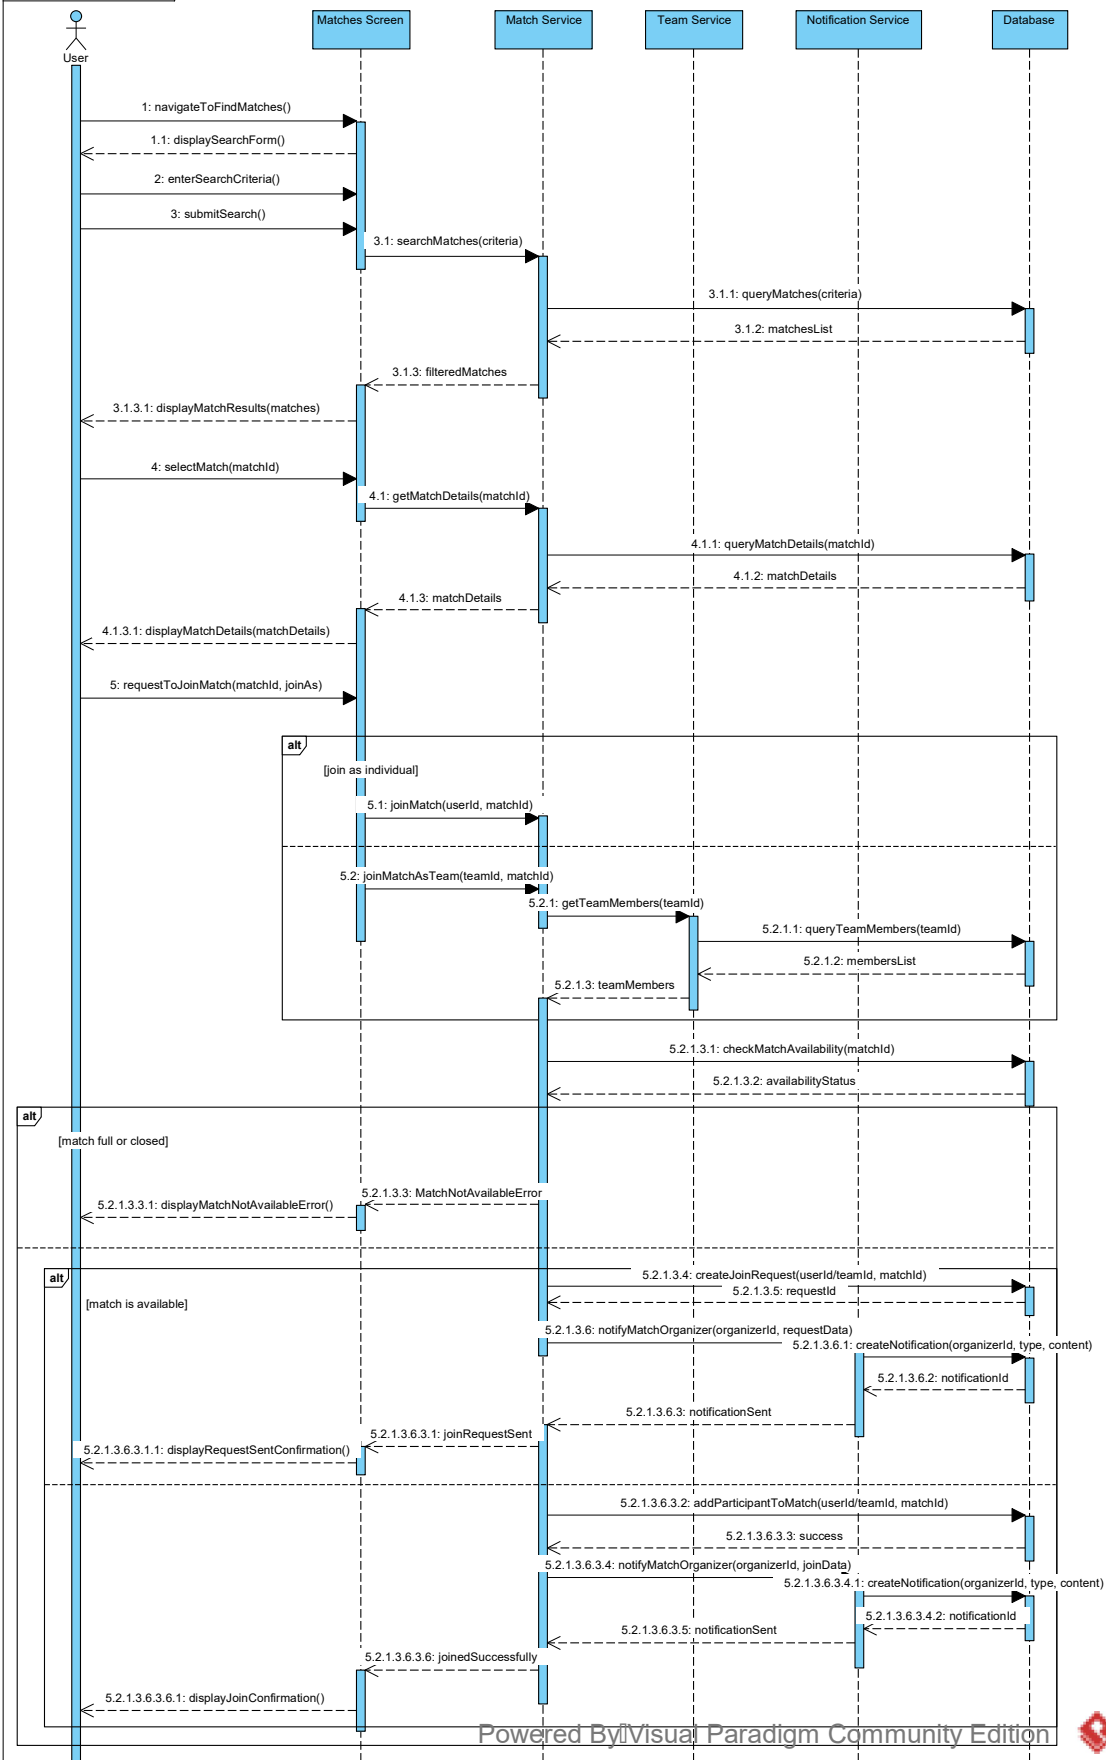 Matches Screen
Match Service
Team Service
Notification Service
Database
User
1: navigateToFindMatches()
1.1: displaySearchForm()
2: enterSearchCriteria()
3: submitSearch()
3.1: searchMatches(criteria)
3.1.1: queryMatches(criteria)
3.1.2: matchesList
3.1.3: filteredMatches
3.1.3.1: displayMatchResults(matches)
4: selectMatch(matchId)
4.1: getMatchDetails(matchId)
4.1.1: queryMatchDetails(matchId)
4.1.2: matchDetails
4.1.3: matchDetails
4.1.3.1: displayMatchDetails(matchDetails)
5: requestToJoinMatch(matchId, joinAs)
alt
[join as individual]
5.1: joinMatch(userId, matchId)
5.2: joinMatchAsTeam(teamId, matchId)
5.2.1: getTeamMembers(teamId)
5.2.1.1: queryTeamMembers(teamId)
5.2.1.2: membersList
5.2.1.3: teamMembers
5.2.1.3.1: checkMatchAvailability(matchId)
5.2.1.3.2: availabilityStatus
alt
[match full or closed]
5.2.1.3.3: MatchNotAvailableError
5.2.1.3.3.1: displayMatchNotAvailableError()
alt
5.2.1.3.4: createJoinRequest(userId/teamId, matchId)
5.2.1.3.5: requestId
[match is available]
5.2.1.3.6: notifyMatchOrganizer(organizerId, requestData)
5.2.1.3.6.1: createNotification(organizerId, type, content)
5.2.1.3.6.2: notificationId
5.2.1.3.6.3: notificationSent
5.2.1.3.6.3.1: joinRequestSent
5.2.1.3.6.3.1.1: displayRequestSentConfirmation()
5.2.1.3.6.3.2: addParticipantToMatch(userId/teamId, matchId)
5.2.1.3.6.3.3: success
5.2.1.3.6.3.4: notifyMatchOrganizer(organizerId, joinData)
5.2.1.3.6.3.4.1: createNotification(organizerId, type, content)
5.2.1.3.6.3.4.2: notificationId
5.2.1.3.6.3.5: notificationSent
5.2.1.3.6.3.6: joinedSuccessfully
5.2.1.3.6.3.6.1: displayJoinConfirmation()
Powered By Visual Paradigm Community Edition